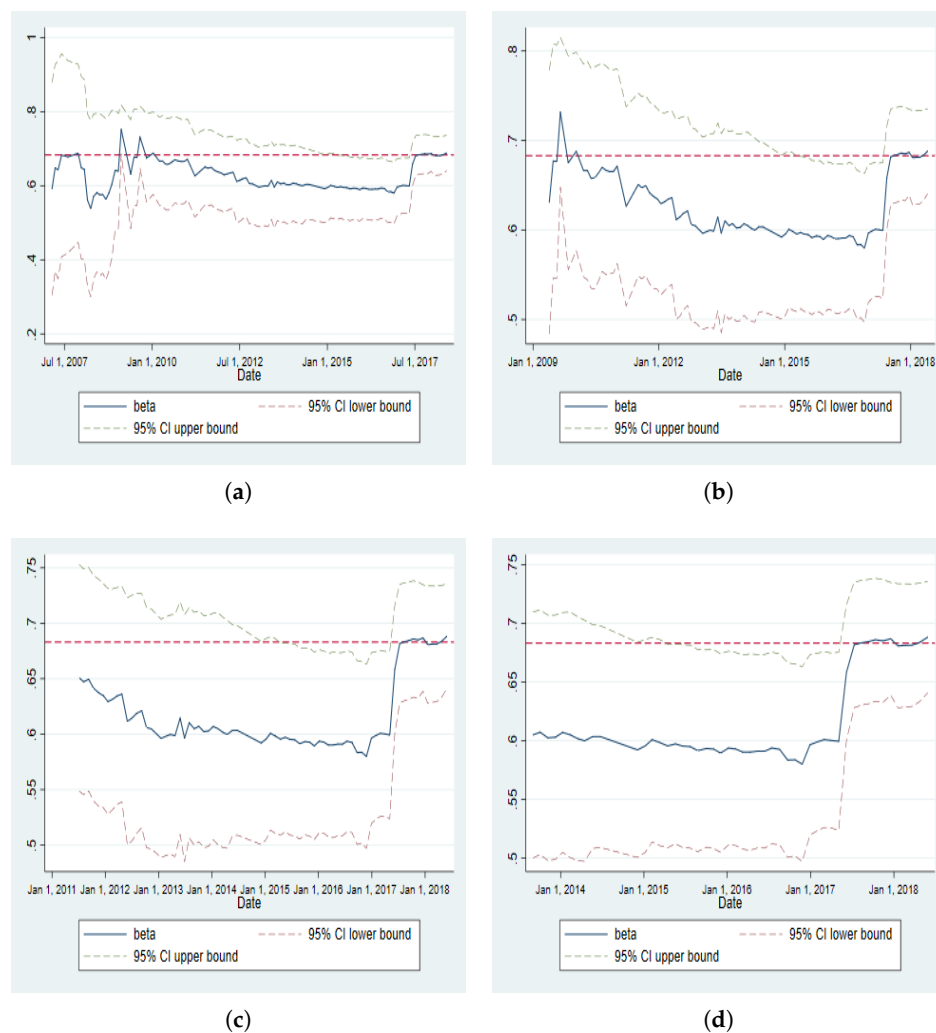 1
.8
.6
.4
.2
Jul 1, 2007 Jan 1, 2010 Jul 1, 2012 Jan 1, 2015 Jul 1, 2017
Date
beta 95% CI lower bound
95% CI upper bound
(a)
.8
.7
.6
.5
Jan 1, 2009 Jan 1, 2012 Jan 1, 2015 Jan 1, 2018
Date
beta 95% CI lower bound
95% CI upper bound
(b)
.75
.7
.65
.6
.55
.5
Jan 1, 2011 Jan 1, 2012 Jan 1, 2013 Jan 1, 2014 Jan 1, 2015 Jan 1, 2016 Jan 1, 2017 Jan 1, 2018
Date
beta 95% CI lower bound
95% CI upper bound
(c)
.75
.7
.65
.6
.55
.5
Jan 1, 2014 Jan 1, 2015 Jan 1, 2016 Jan 1, 2017 Jan 1, 2018
Date
beta 95% CI lower bound
95% CI upper bound
(d)